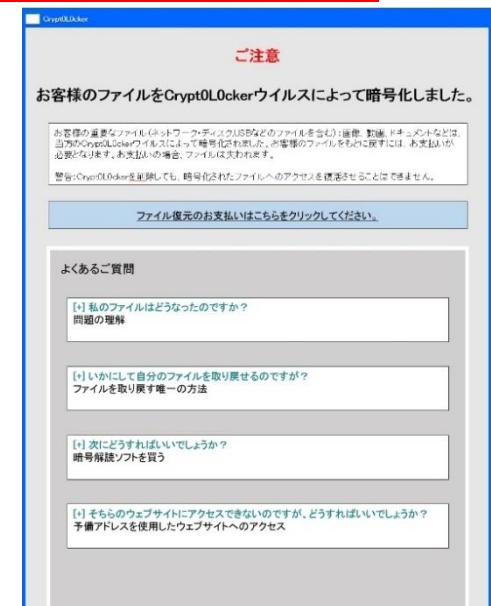 Crypt0L0cker
ご注意
お客様のファイルをCrypt0L0ckerウイルスによって暗号化しました。
お客様の重要なファイル(ネットワーク・ディスク,USBなどのファイルを含む):画像、動画、ドキュメントなどは、
当方のCrypt0L0ckerウイルスによって暗号化されました。お客様のファイルをもとに戻すには、お支払いが
必要となります。お支払いの場合、ファイルは失われます。
警告:Crypt0L0ckerを削除しても、暗号化されたファイルへのアクセスを復活させることはできません。
ファイル復元のお支払いはこちらをクリックしてください。
よくあるご質問
[+] 私のファイルはどうなったのですか?
問題の理解
[+] いかにして自分のファイルを取り戻せるのですが?
ファイルを取り戻す唯一の方法
[+] 次にどうすればいいでしょうか?
暗号解読ソフトを買う
[+] そちらのウェブサイトにアクセスできないのですが、どうすればいいでしょうか?
予備アドレスを使用したウェブサイトへのアクセス